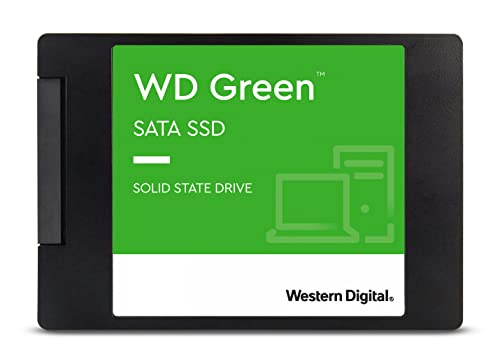 WD Green™
SATA SSD
SOLID STATE DRIVE
Western Digital®